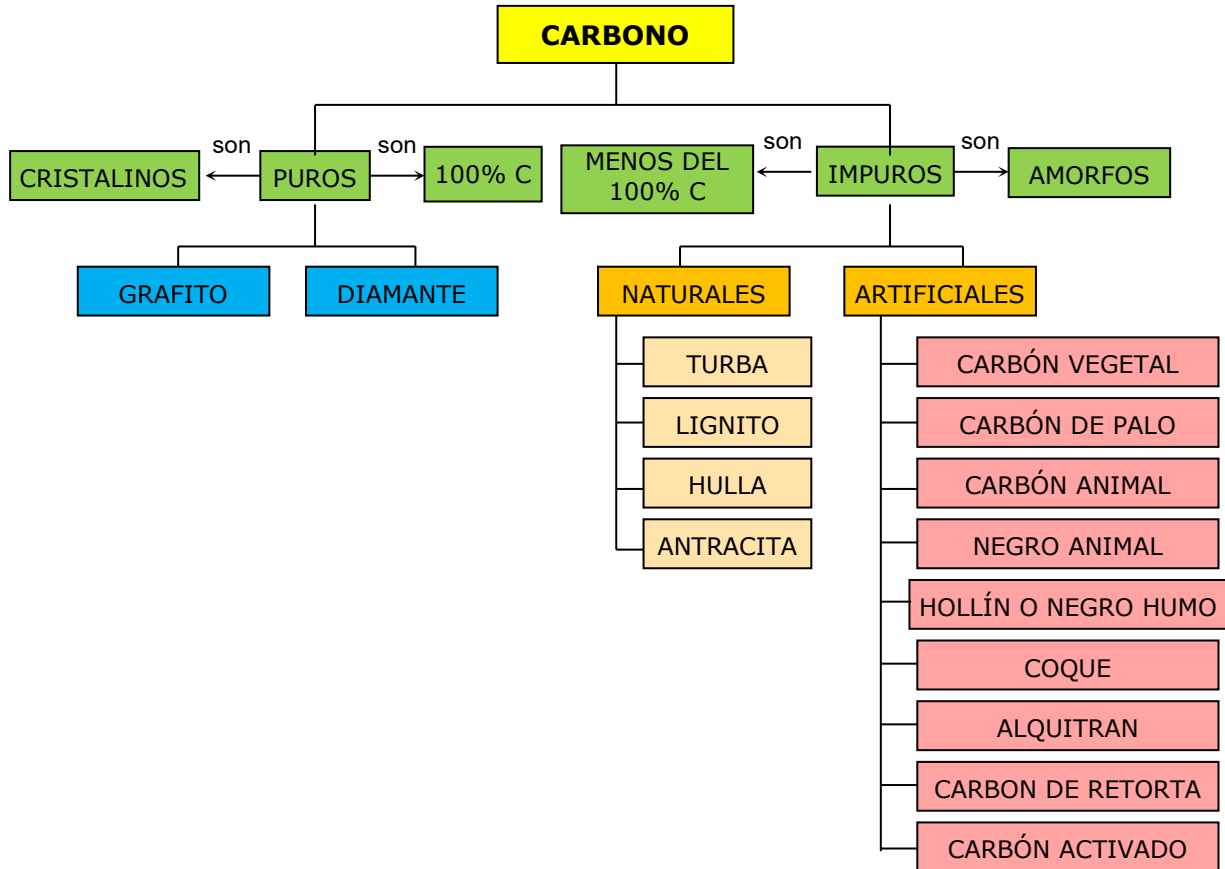 CARBONO
son
son
son
son
CRISTALINOS
PUROS
100% C
MENOS DEL
100% C
IMPUROS
AMORFOS
GRAFITO
DIAMANTE
NATURALES
ARTIFICIALES
TURBA
LIGNITO
HULLA
ANTRACITA
CARBÓN VEGETAL
CARBÓN DE PALO
CARBÓN ANIMAL
NEGRO ANIMAL
HOLLÍN O NEGRO HUMO
COQUE
ALQUITRAN
CARBON DE RETORTA
CARBÓN ACTIVADO